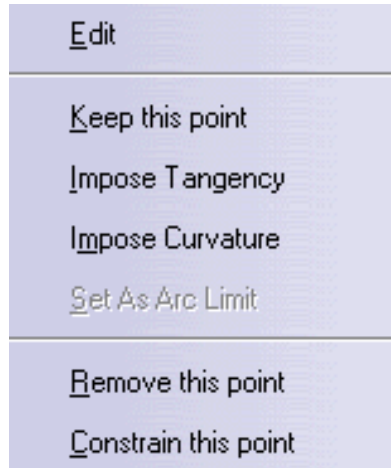 Edit
Keep this point
Impose Tangency
Impose Curvature
Set As Arc Limit
Remove this point
Constrain this point